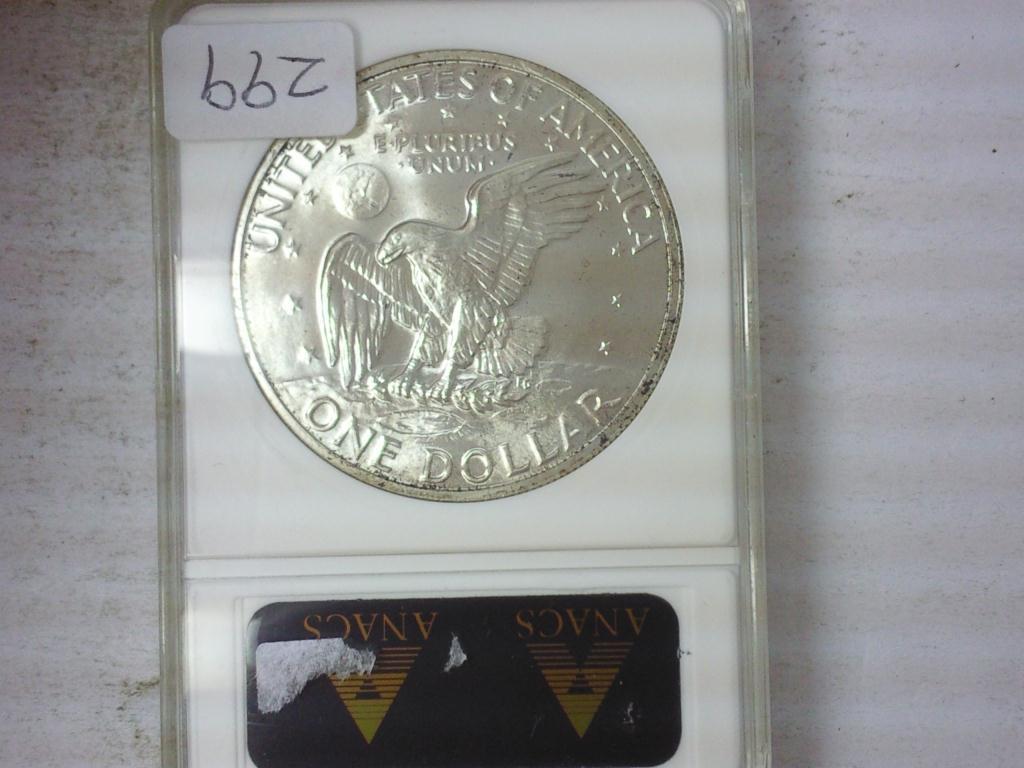 299
UNITED STATES OF AMERICA
E·PLURIBUS
·UNUM·
ONE DOLLAR
ANACS ANACS